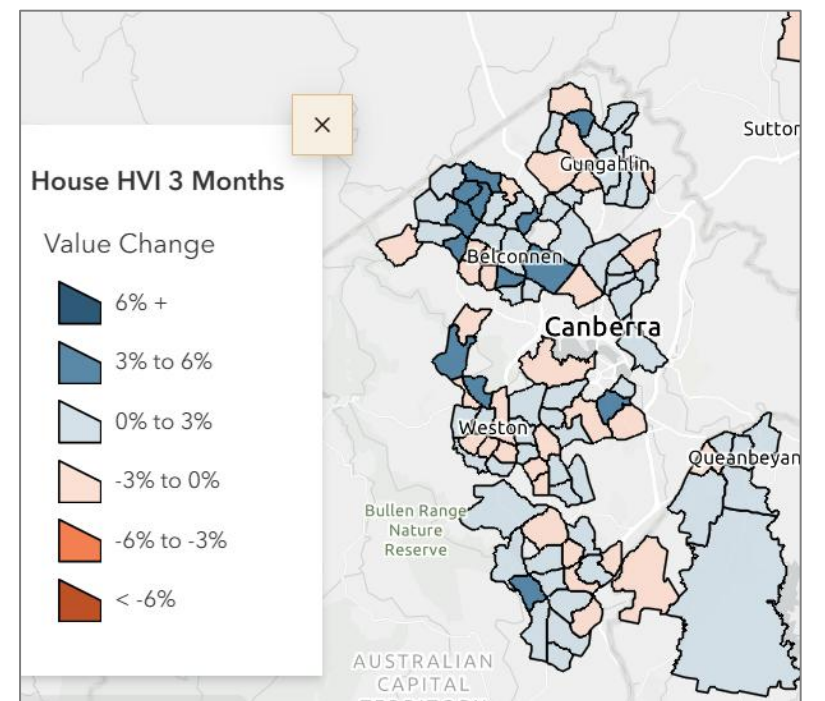 ×
House HVI 3 Months
Value Change
6% +
3% to 6%
0% to 3%
-3% to 0%
-6% to -3%
< -6%
Sutton
Gungahlin
Belconnen
Canberra
Weston
Queanbeyan
Bullen Range
Nature
Reserve
AUSTRALIAN
CAPITAL